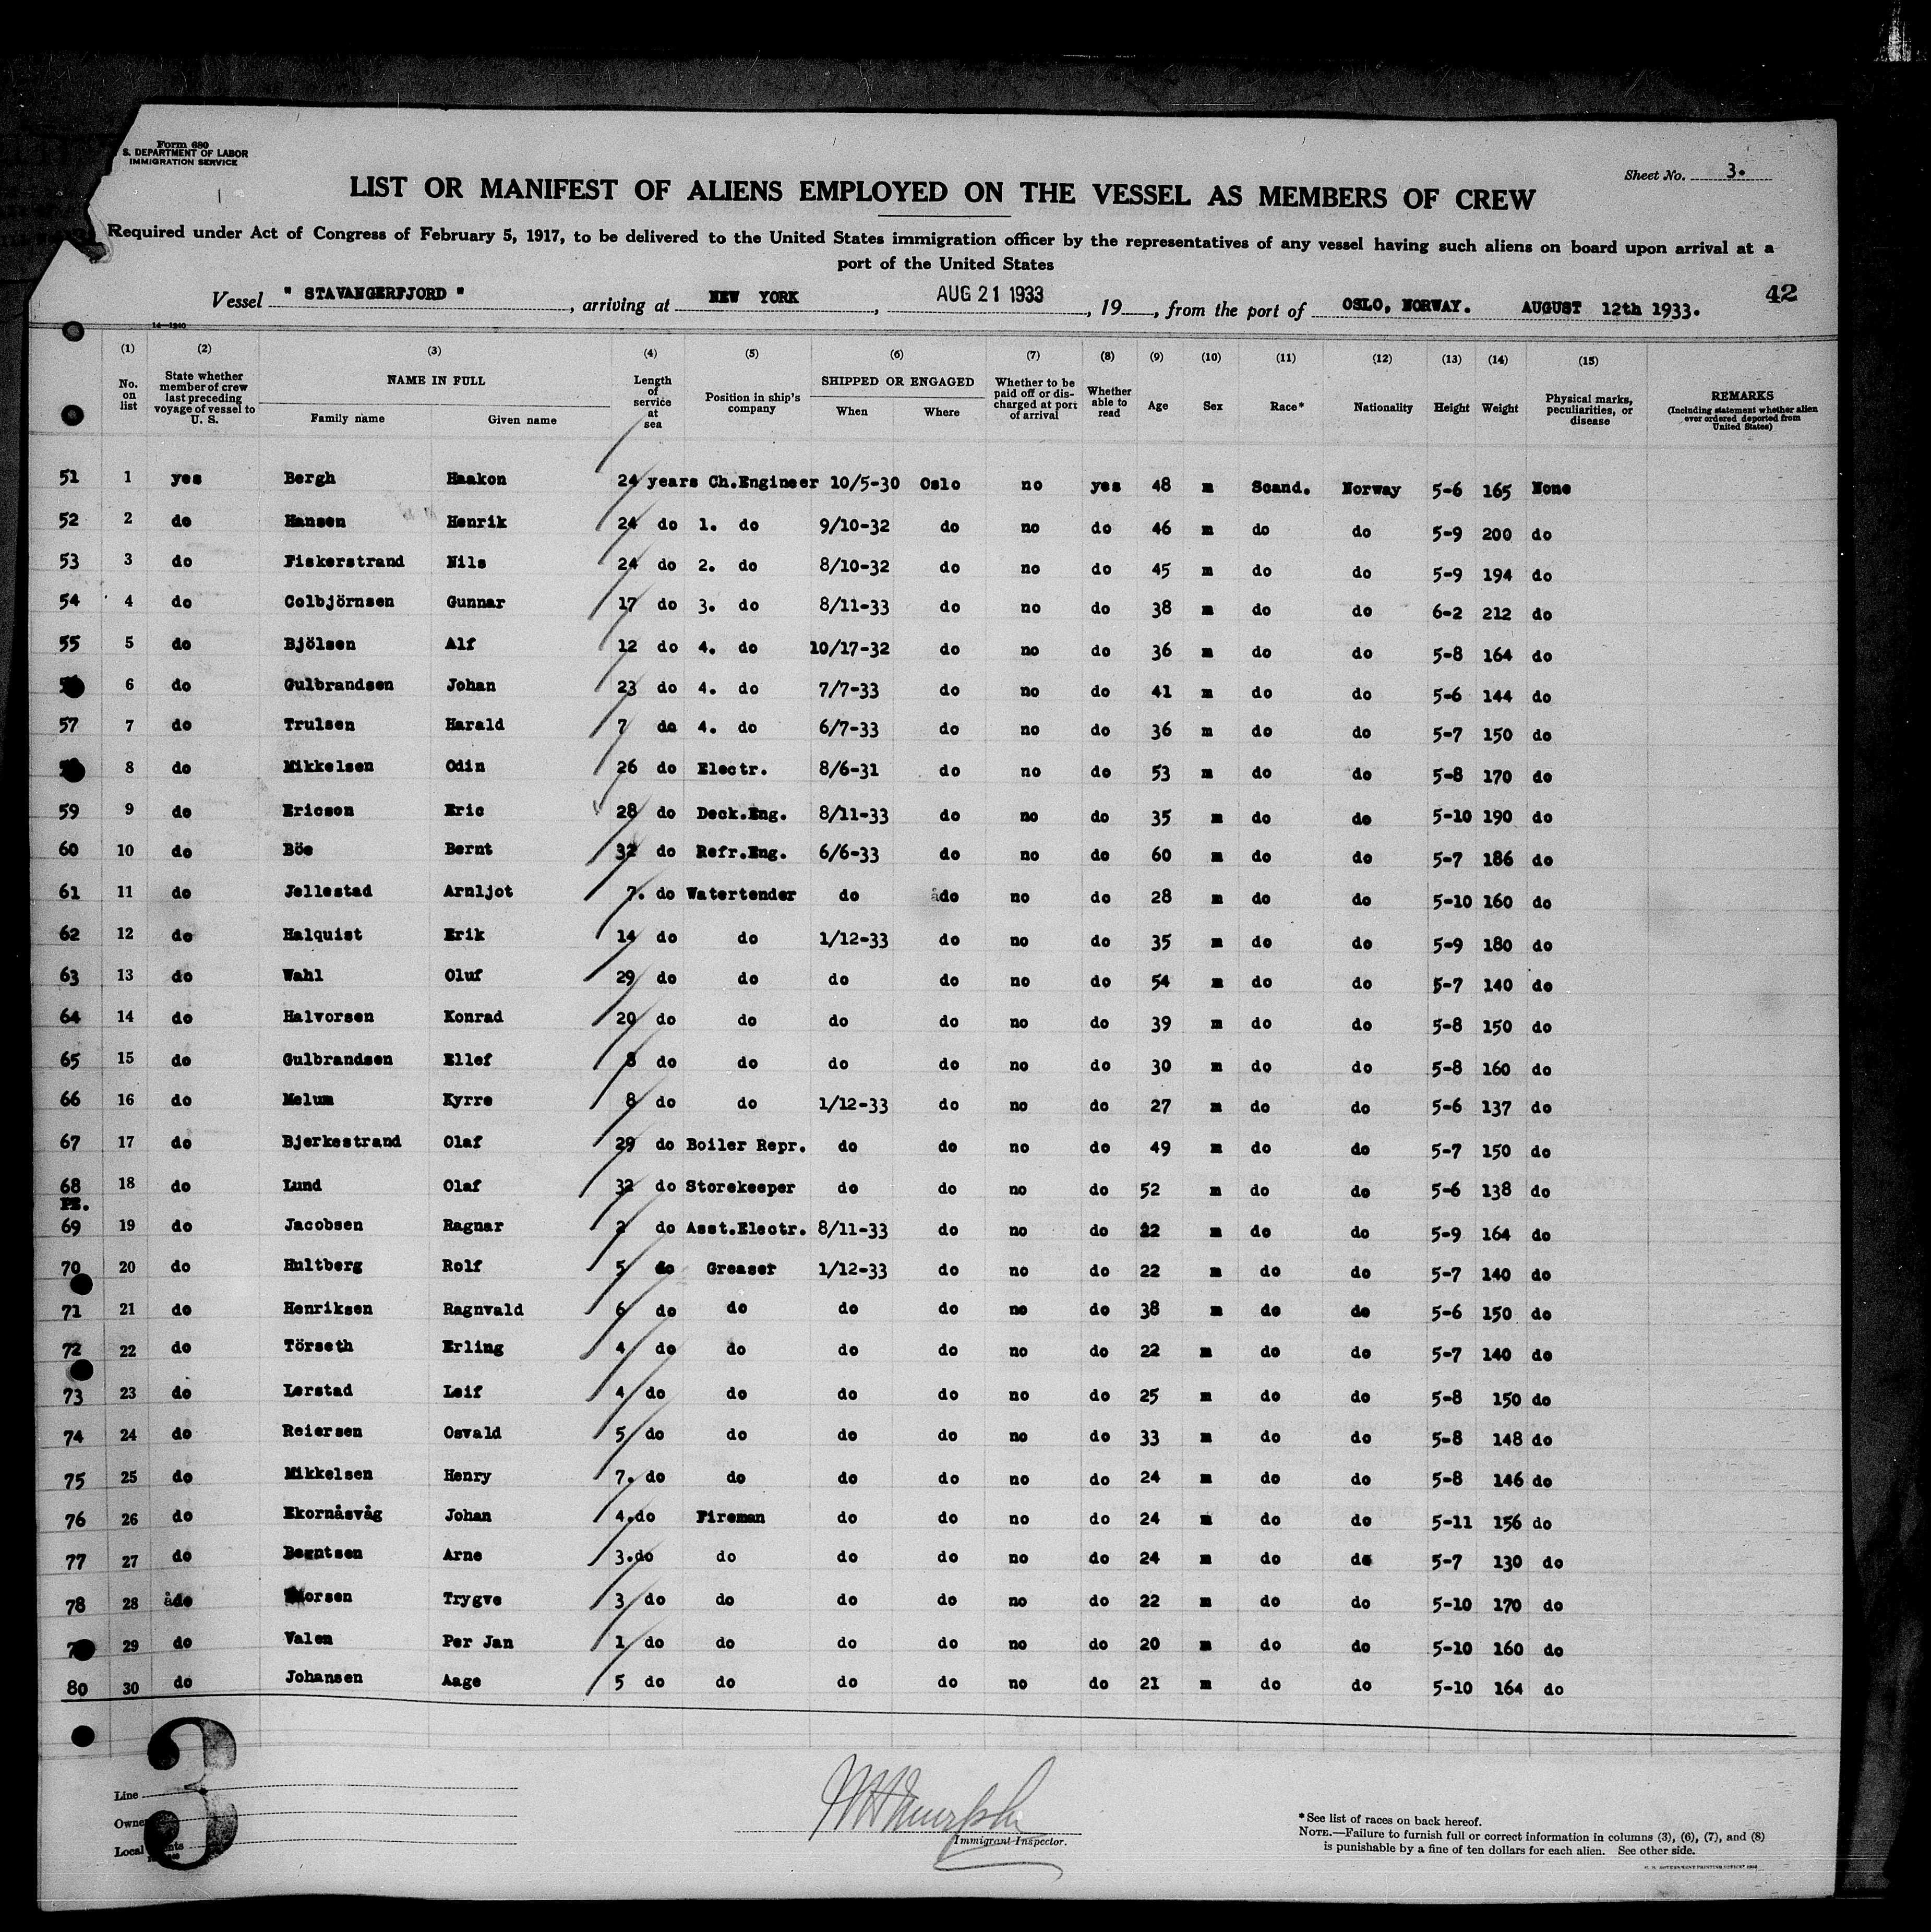 Form 680
S. DEPARTMENT OF LABOR
IMMIGRATION SERVICE
Sheet No. 3.
LIST OR MANIFEST OF ALIENS EMPLOYED ON THE VESSEL AS MEMBERS OF CREW
Required under Act of Congress of February 5, 1917, to be delivered to the United States immigration officer by the representatives of any vessel having such aliens on board upon arrival at a
port of the United States
Vessel " STAVANGERFJORD " , arriving at NEW YORK , AUG 21 1933 , 19 , from the port of OSLO, NORWAY. AUGUST 12th 1933. 42
14—1240
(1) (2) (3) (4) (5) (6) (7) (8) (9) (10) (11) (12) (13) (14) (15)
No. on list State whether member of crew last preceding voyage of vessel to U. S. NAME IN FULL Family name Given name Length of service at sea Position in ship's company SHIPPED OR ENGAGED When Where Whether to be paid off or discharged at port of arrival Whether able to read Age Sex Race* Nationality Height Weight Physical marks, peculiarities, or disease REMARKS (Including statement whether alien ever ordered deported from United States)
51 1 yes Bergh Haakon 24 years Ch.Engineer 10/5-30 Oslo no yes 48 m Scand. Norway 5-6 165 None
52 2 do Hansen Henrik 24 do 1. do 9/10-32 do no do 46 m do do 5-9 200 do
53 3 do Fiskerstrand Nils 24 do 2. do 8/10-32 do no do 45 m do do 5-9 194 do
54 4 do Colbjörnsen Gunnar 17 do 3. do 8/11-33 do no do 38 m do do 6-2 212 do
55 5 do Bjölsen Alf 12 do 4. do 10/17-32 do no do 36 m do do 5-8 164 do
6 do Gulbrandsen Johan 23 do 4. do 7/7-33 do no do 41 m do do 5-6 144 do
57 7 do Trulsen Harald 7 do 4. do 6/7-33 do no do 36 m do do 5-7 150 do
8 do Mikkelsen Odin 26 do Electr. 8/6-31 do no do 53 m do do 5-8 170 do
59 9 do Ericson Eric 28 do Deck.Eng. 8/11-33 do no do 35 m do do 5-10 190 do
60 10 do Böe Bernt 32 do Refr.Eng. 6/6-33 do no do 60 m do do 5-7 186 do
61 11 do Jellestad Arnljot 7. do Watertender do do no do 28 m do do 5-10 160 do
62 12 do Halquist Erik 14 do do 1/12-33 do no do 35 m do do 5-9 180 do
63 13 do Wahl Oluf 29 do do do do no do 54 m do do 5-7 140 do
64 14 do Halvorsen Konrad 20 do do do do no do 39 m do do 5-8 150 do
65 15 do Gulbrandsen Ellef 8 do do do do no do 30 m do do 5-8 160 do
66 16 do Melum Kyrre 8 do do 1/12-33 do no do 27 m do do 5-6 137 do
67 17 do Bjerkestrand Olaf 29 do Boiler Repr. do do no do 49 m do do 5-7 150 do
68 18 do Lund Olaf 32 do Storekeeper do do no do 52 m do do 5-6 138 do
69 19 do Jacobsen Ragnar 2 do Asst.Electr. 8/11-33 do no do 22 m do do 5-9 164 do
70 20 do Hultberg Rolf 5 do Greaser 1/12-33 do no do 22 m do do 5-7 140 do
71 21 do Henriksen Ragnvald 6 do do do do no do 38 m do do 5-6 150 do
72 22 do Törseth Erling 4 do do do do no do 22 m do do 5-7 140 do
73 23 do Lerstad Leif 4 do do do do no do 25 m do do 5-8 150 do
74 24 do Reiersen Osvald 5 do do do do no do 33 m do do 5-8 148 do
75 25 do Mikkelsen Henry 7. do do do do no do 24 m do do 5-8 146 do
76 26 do Ekornåsvåg Johan 4.do Fireman do do no do 24 m do do 5-11 156 do
77 27 do Arne 3.do do do do no do 24 m do do 5-7 130 do
78 28 do Trygve 3 do do do do no do 22 m do do 5-10 170 do
29 do Valen Per Jan 1 do do do do no do 20 m do do 5-10 160 do
80 30 do Johansen Aage 5 do do do do no do 21 m do do 5-10 164 do
3
Line
Owner
Local
Immigrant Inspector.
*See list of races on back hereof.
NOTE.—Failure to furnish full or correct information in columns (3), (6), (7), and (8)
is punishable by a fine of ten dollars for each alien. See other side.